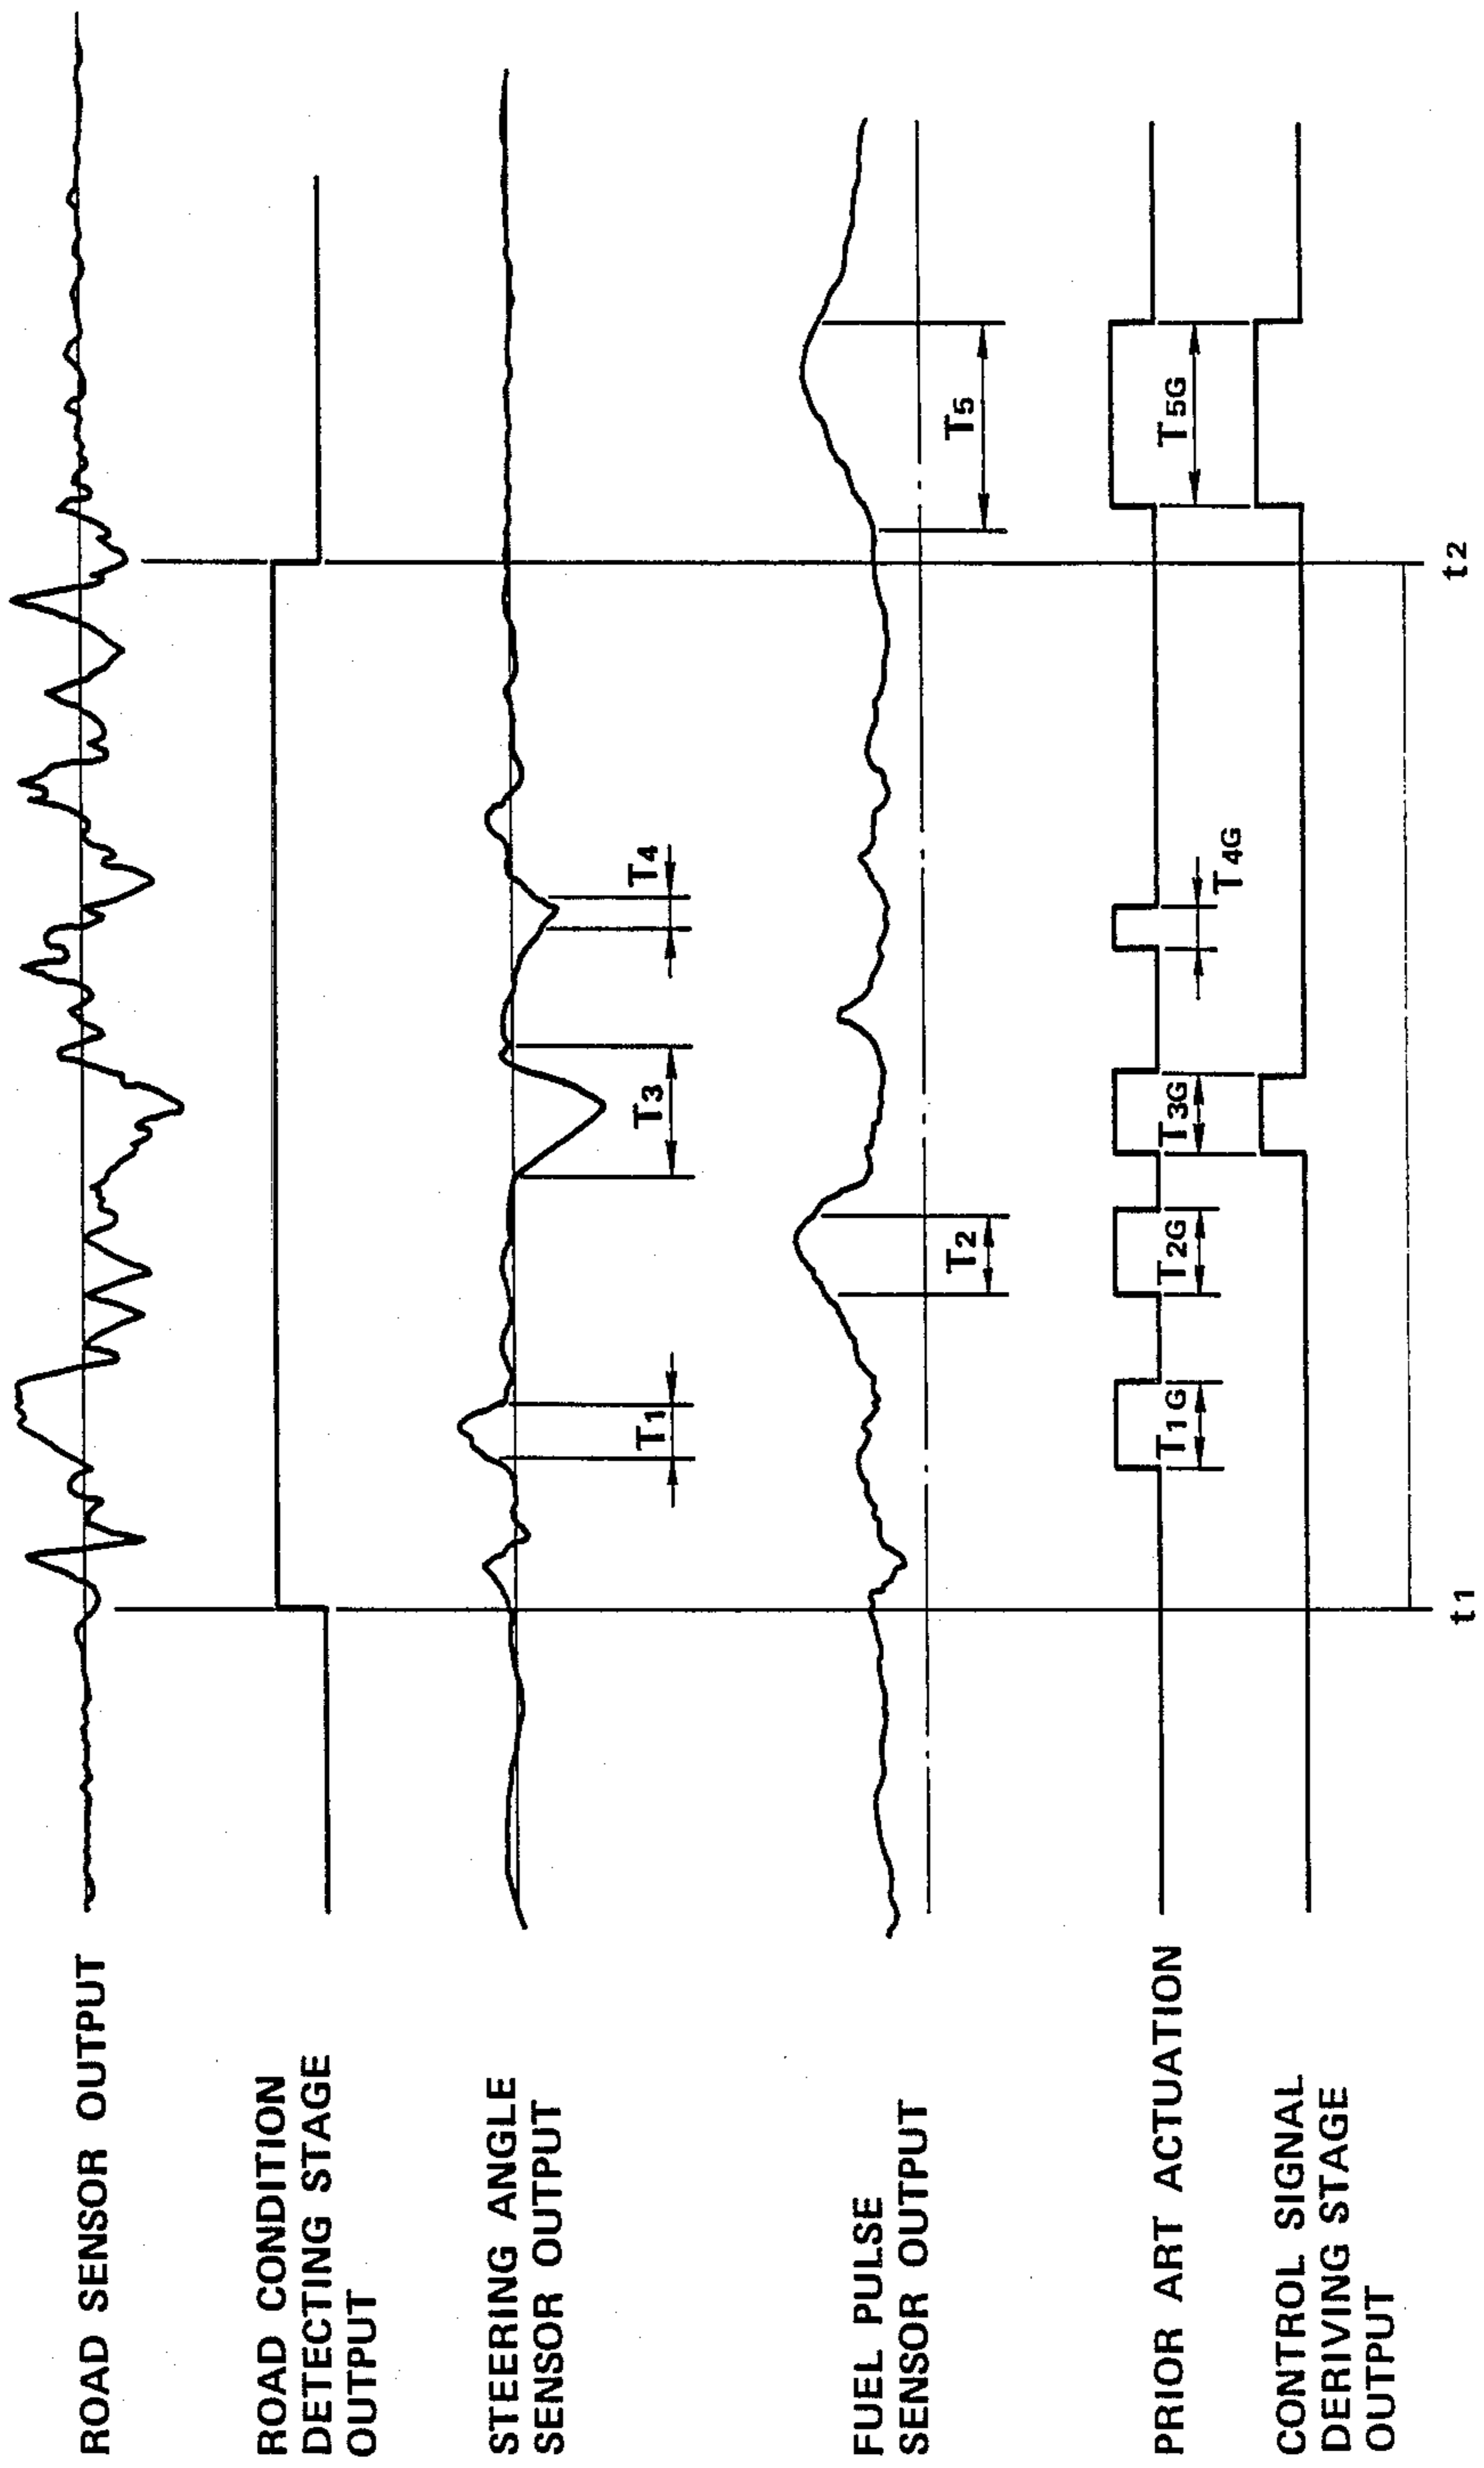 ROAD SENSOR OUTPUT
ROAD CONDITION
DETECTING STAGE
OUTPUT
STEERING ANGLE
SENSOR OUTPUT
T1
T3
T4
FUEL PULSE
SENSOR OUTPUT
T2
T5
PRIOR ART ACTUATION
T1G
T2G
T3G
T4G
T5G
CONTROL SIGNAL
DERIVING STAGE
OUTPUT
t1
t2